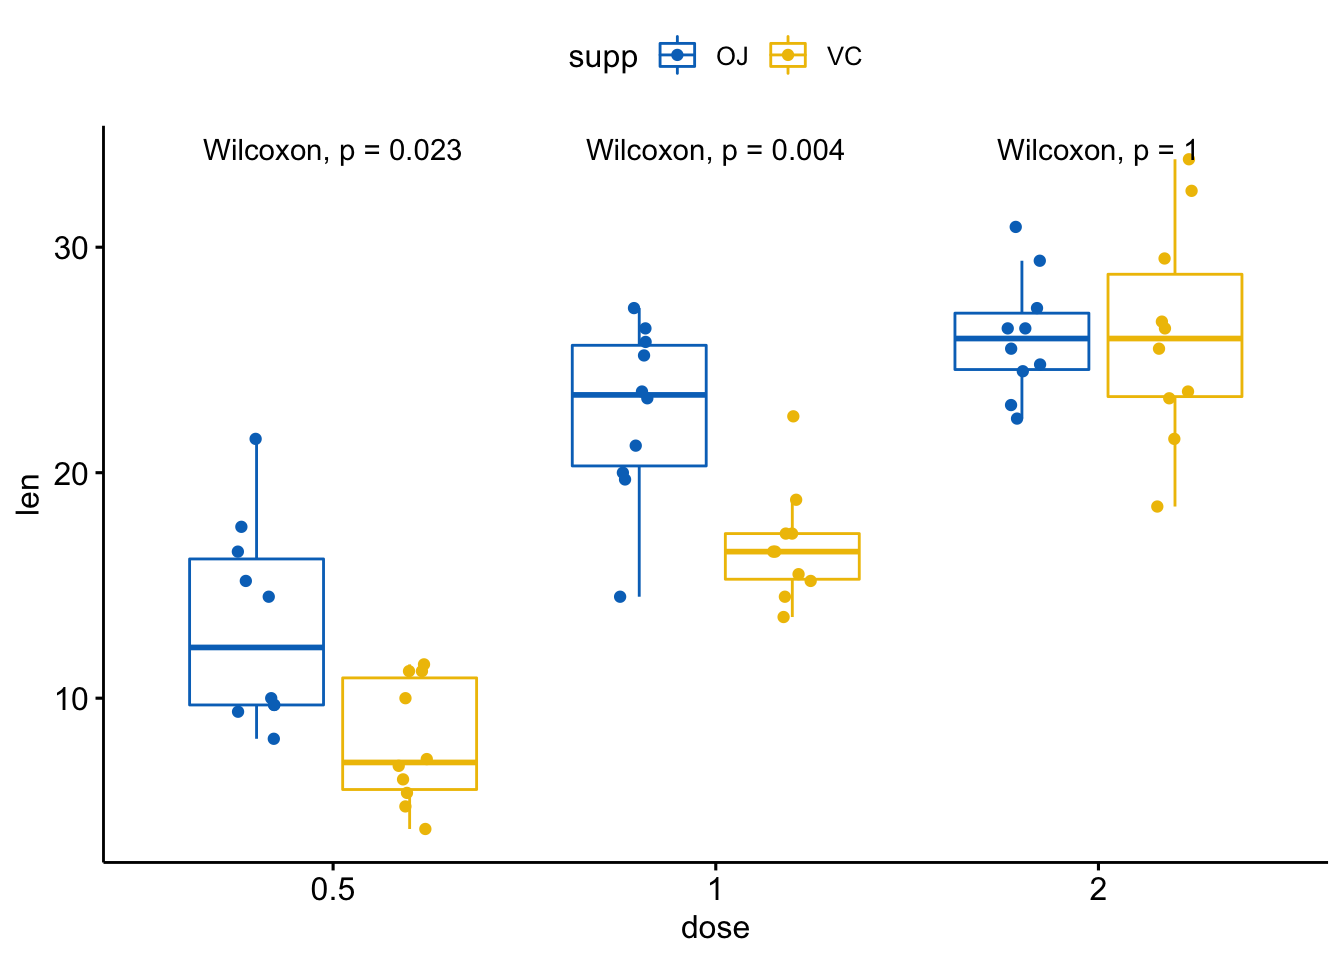 supp OJ VC
Wilcoxon, p = 0.023 Wilcoxon, p = 0.004 Wilcoxon, p = 1
30
20
10
len
0.5 1 2
dose